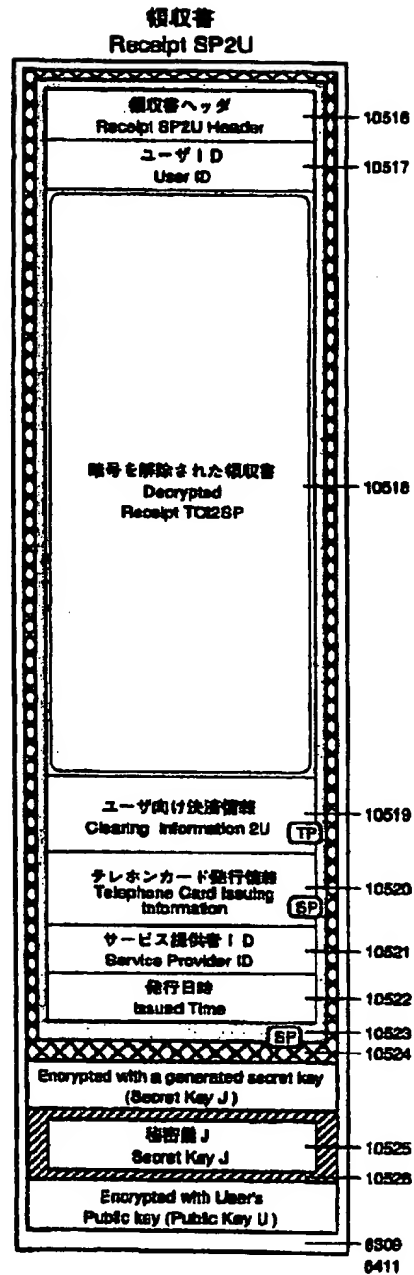 領収書
Receipt SP2U
領収書ヘッダ
Receipt SP2U Header
10516
ユーザID
User ID
10517
暗号を解除された領収書
Decrypted
Receipt TCI2SP
10518
ユーザ向け決済情報
Clearing Information 2U
TP
10519
テレホンカード発行情報
Telephone Card Issuing
Information
SP
10520
サービス提供者ID
Service Provider ID
10521
発行日時
Issued Time
10522
SP
10523
10524
Encrypted with a generated secret key
(Secret Key J)
秘密鍵 J
Secret Key J
10525
10526
Encrypted with User's
Public key (Public Key U)
6309
6411